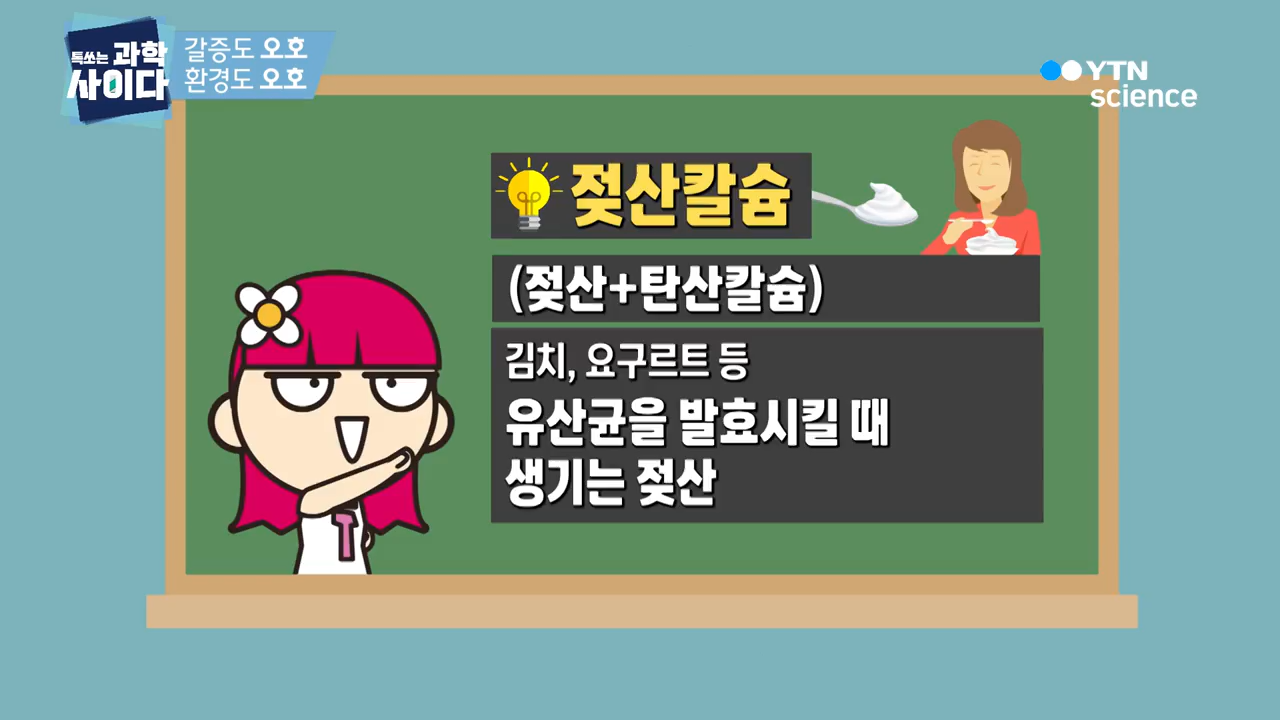 톡쏘는 과학
사이다
갈증도 오호
환경도 오호
YTN
science
젖산칼슘
(젖산+탄산칼슘)
김치, 요구르트 등
유산균을 발효시킬 때
생기는 젖산